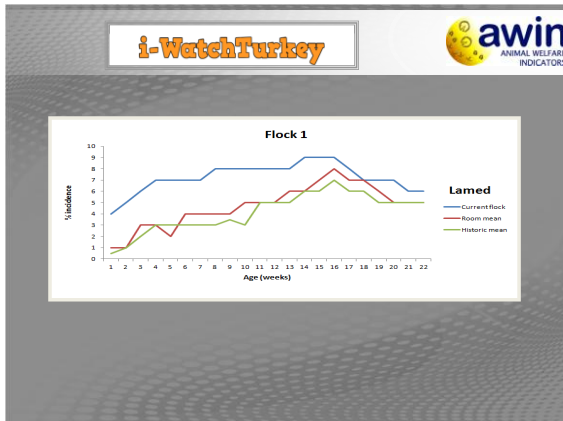 i-WatchTurkey
awin
ANIMAL WELFARE
INDICATORS
Flock 1
10
9
8
7
6
5
4
3
2
1
0
% incidence
1 2 3 4 5 6 7 8 9 10 11 12 13 14 15 16 17 18 19 20 21 22
Age (weeks)
Lamed
Current flock
Room mean
Historic mean